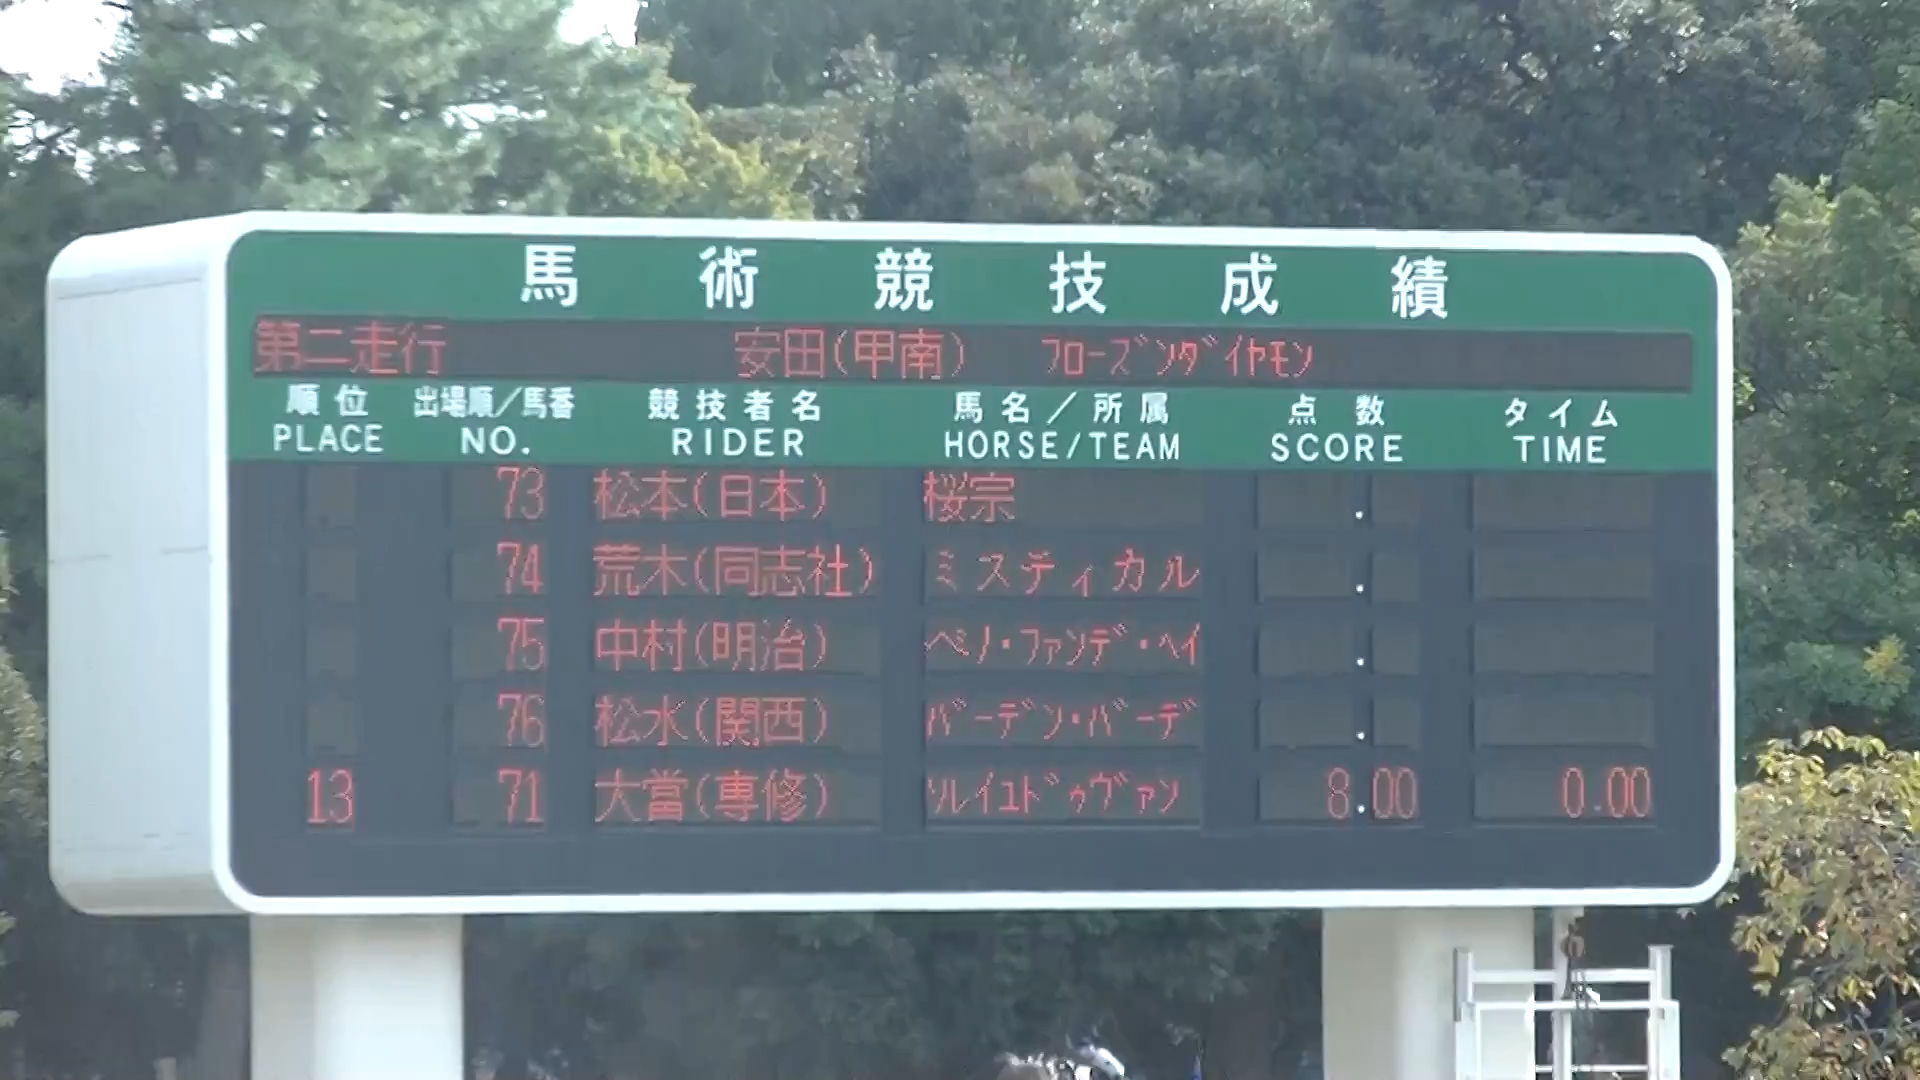 馬術競技成績
第二走行 安田(甲南) フローズンダイヤモン
順位 出場順/馬番 競技者名 馬名/所属 点数 タイム
PLACE NO. RIDER HORSE/TEAM SCORE TIME
73 松本(日本) 桜宗 .
74 荒木(同志社) ミスティカル .
75 中村(明治) ペミノ・ファンデ・ヘイ .
76 松水(関西) バーデン・バーデ .
13 71 大當(専修) ソレイユドゥヴァン 8.00 0.00